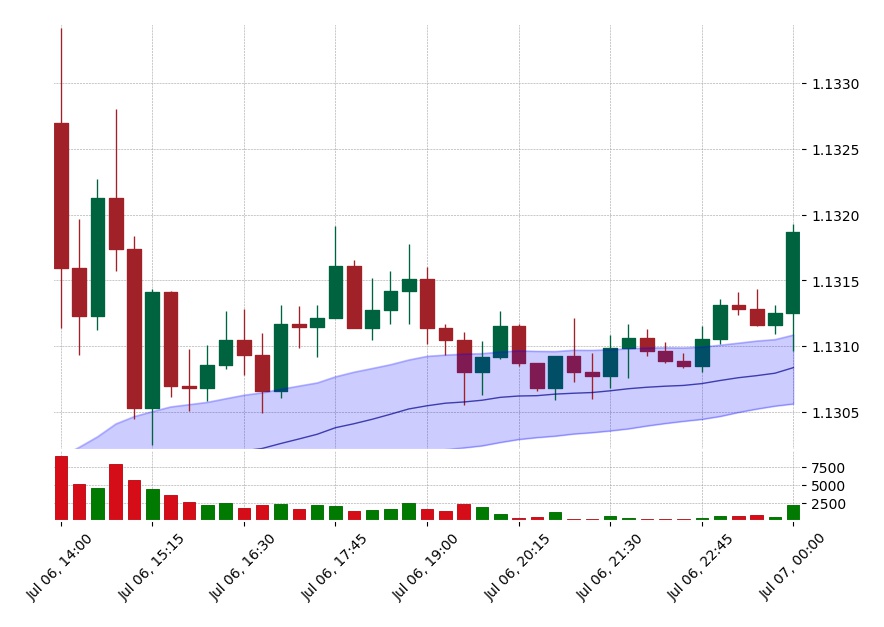 1.1330
1.1325
1.1320
1.1315
1.1310
1.1305
7500
5000
2500
Jul 06, 14:00
Jul 06, 15:15
Jul 06, 16:30
Jul 06, 17:45
Jul 06, 19:00
Jul 06, 20:15
Jul 06, 21:30
Jul 06, 22:45
Jul 07, 00:00